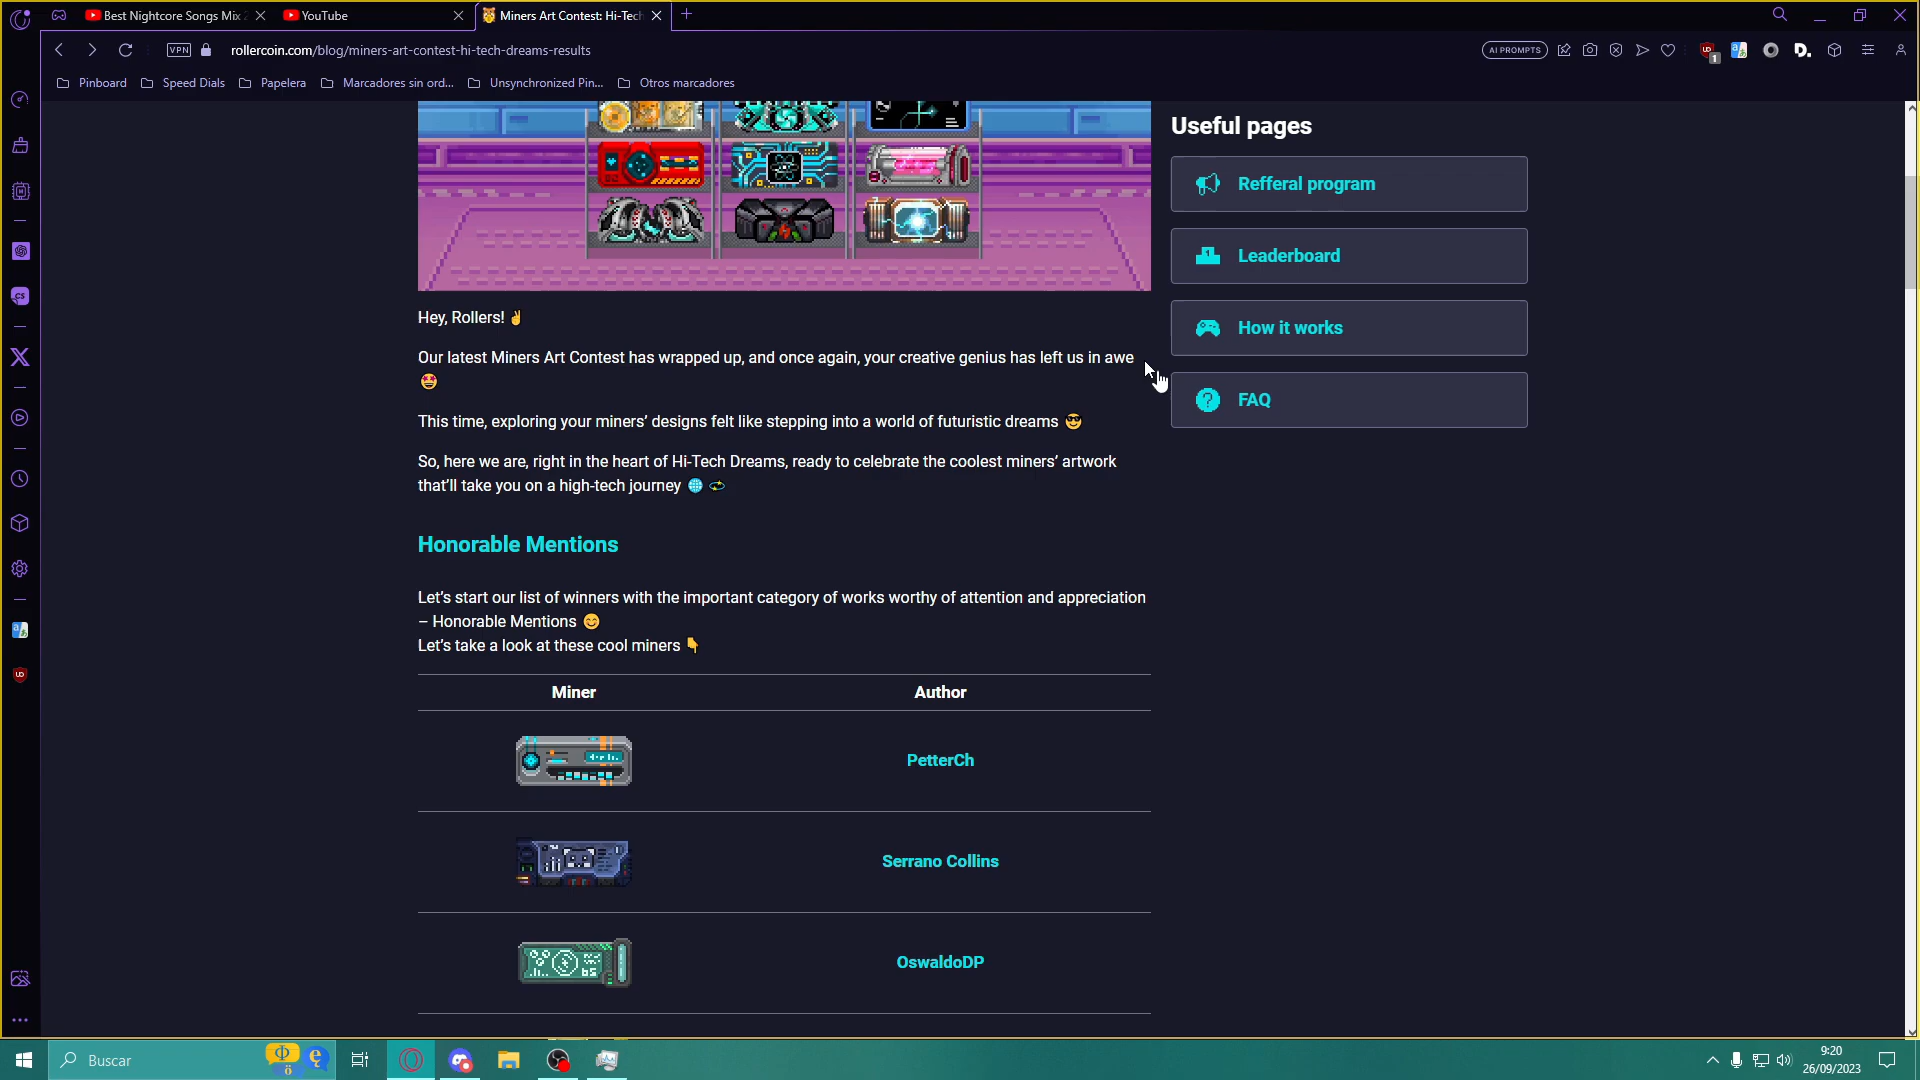 Best Nightcore Songs Mix
YouTube
Miners Art Contest: Hi-Tech
VPN
rollercoin.com/blog/miners-art-contest-hi-tech-dreams-results
AI PROMPTS
1
Pinboard
Speed Dials
Papelera
Marcadores sin ord...
Unsynchronized Pin...
Otros marcadores
Useful pages
Refferal program
Leaderboard
How it works
FAQ
Hey, Rollers! ✌️
Our latest Miners Art Contest has wrapped up, and once again, your creative genius has left us in awe
🤩
This time, exploring your miners’ designs felt like stepping into a world of futuristic dreams 😎
So, here we are, right in the heart of Hi-Tech Dreams, ready to celebrate the coolest miners’ artwork
that’ll take you on a high-tech journey 🌐 💫
Honorable Mentions
Let’s start our list of winners with the important category of works worthy of attention and appreciation
– Honorable Mentions 😊
Let’s take a look at these cool miners 👇
Miner Author
PetterCh
Serrano Collins
OswaldoDP
Buscar
9:20
26/09/2023